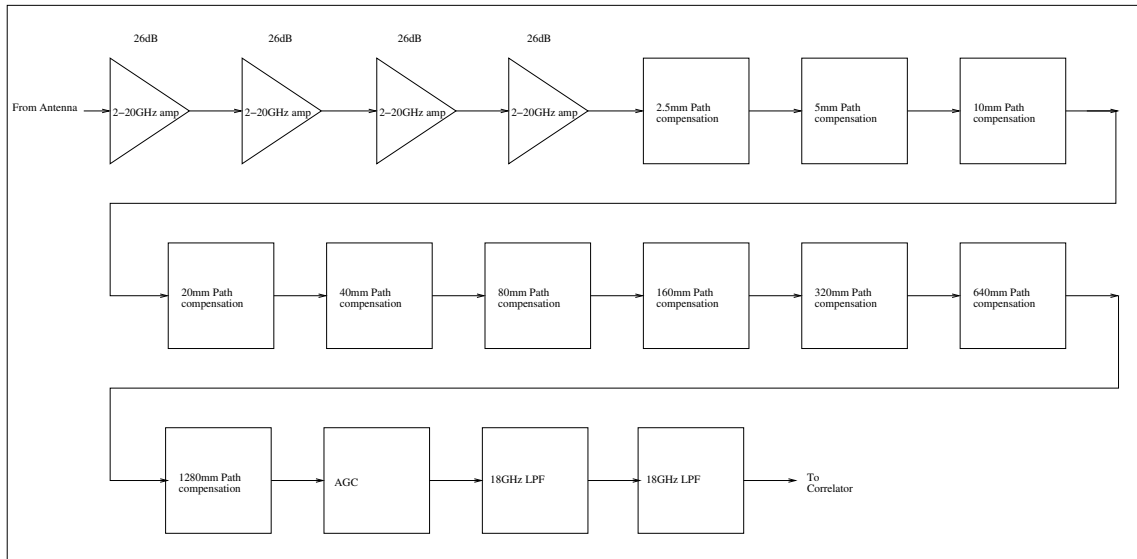 26dB
26dB
26dB
26dB
From Antenna
2−20GHz amp
2−20GHz amp
2−20GHz amp
2−20GHz amp
2.5mm Path
compensation
5mm Path
compensation
10mm Path
compensation
20mm Path
compensation
40mm Path
compensation
80mm Path
compensation
160mm Path
compensation
320mm Path
compensation
640mm Path
compensation
1280mm Path
compensation
AGC
18GHz LPF
18GHz LPF
To
Correlator